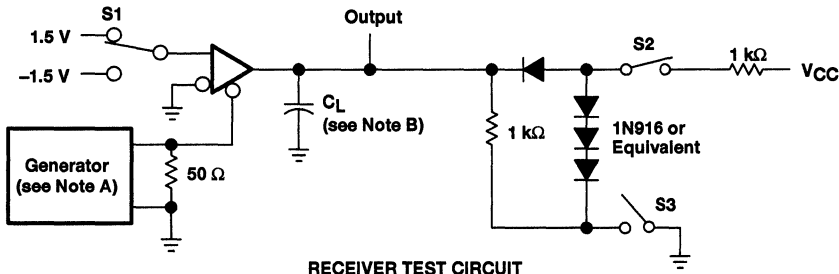 S1
Output
1.5 V
–1.5 V
S2
1 kΩ
VCC
CL
(see Note B)
1 kΩ
1N916 or
Equivalent
Generator
(see Note A)
50 Ω
S3
RECEIVER TEST CIRCUIT